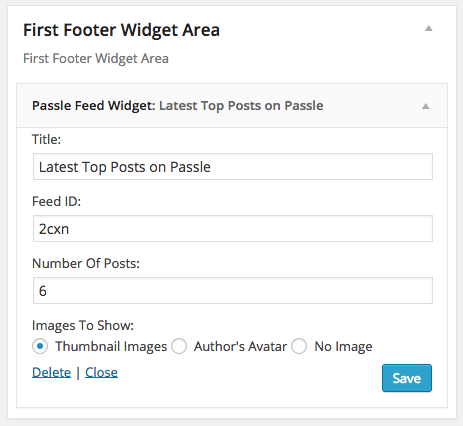 First Footer Widget Area
First Footer Widget Area
Passle Feed Widget: Latest Top Posts on Passle
Title:
Latest Top Posts on Passle
Feed ID:
2cxn
Number Of Posts:
6
Images To Show:
Thumbnail Images Author's Avatar No Image
Delete | Close Save